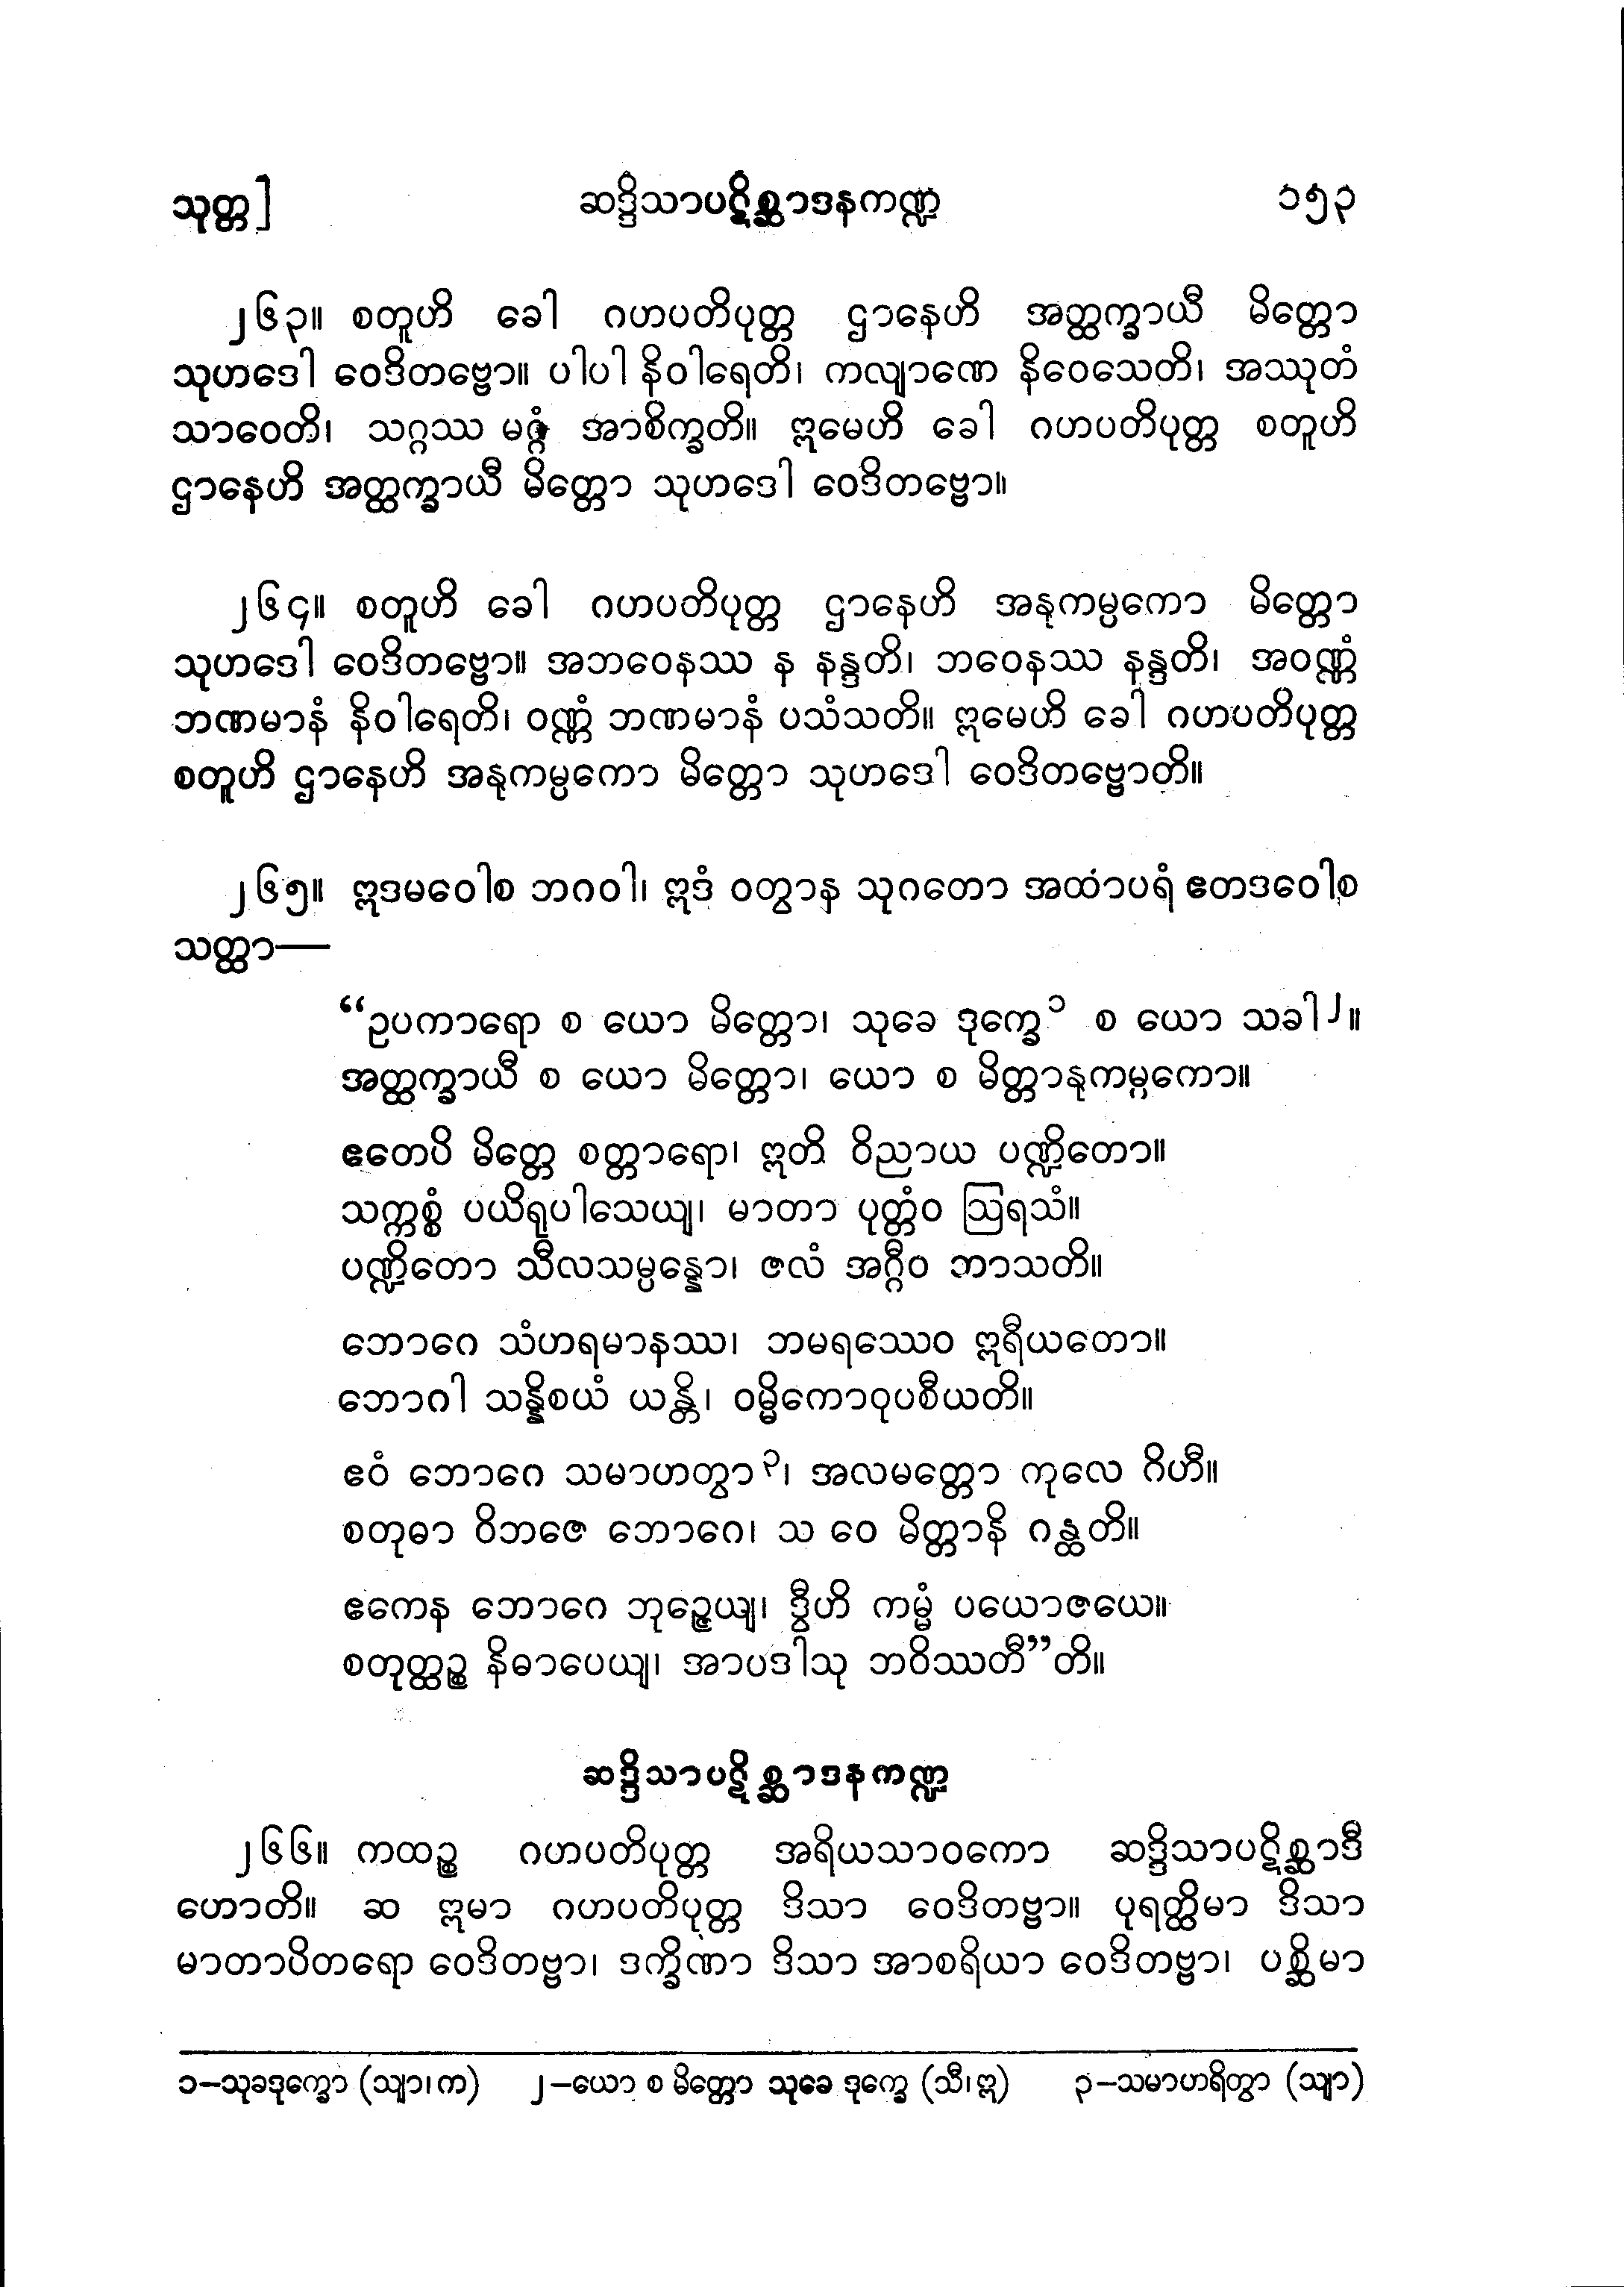 သုတ္တ]
ဆဒ္ဒိသာပဋိစ္ဆာဒနကဏ္ဍ
၁၅၃
၂၆၃။ စတူဟိ ခေါ ဂဟပတိပုတ္တ ဌာနေဟိ အတ္ထက္ခာယီ မိတ္တော
သုဟဒေါ ဝေဒိတဗ္ဗော။ ပါပါ နိဝါရေတိ၊ ကလျာဏေ နိဝေသေတိ၊ အဿုတံ
သာဝေတိ၊ သဂ္ဂဿ မဂ္ဂံ အာစိက္ခတိ။ ဣမေဟိ ခေါ ဂဟပတိပုတ္တ စတူဟိ
ဌာနေဟိ အတ္ထက္ခာယီ မိတ္တော သုဟဒေါ ဝေဒိတဗ္ဗော။
၂၆၄။ စတူဟိ ခေါ ဂဟပတိပုတ္တ ဌာနေဟိ အနုကမ္ပကော မိတ္တော
သုဟဒေါ ဝေဒိတဗ္ဗော။ အဘဝေနဿ န နန္ဒတိ၊ ဘဝေနဿ နန္ဒတိ၊ အဝဏ္ဏံ
ဘဏမာနံ နိဝါရေတိ၊ ဝဏ္ဏံ ဘဏမာနံ ပသံသတိ။ ဣမေဟိ ခေါ ဂဟပတိပုတ္တ
စတူဟိ ဌာနေဟိ အနုကမ္ပကော မိတ္တော သုဟဒေါ ဝေဒိတဗ္ဗောတိ။
၂၆၅။ ဣဒမဝေါစ ဘဂဝါ၊ ဣဒံ ဝတွာန သုဂတော အထာပရံ ဧတဒဝေါစ
သတ္ထာ—
“ဥပကာရော စ ယော မိတ္တော၊ သုခေ ဒုက္ခေ၁ စ ယော သခါ၂။
အတ္ထက္ခာယီ စ ယော မိတ္တော၊ ယော စ မိတ္တာနုကမ္ပကော။
ဧတေပိ မိတ္တေ စတ္တာရော၊ ဣတိ ဝိညာယ ပဏ္ဍိတော။
သက္ကစ္စံ ပယိရုပါသေယျ၊ မာတာ ပုတ္တံဝ ဩရသံ။
ပဏ္ဍိတော သီလသမ္ပန္နော၊ ဇလံ အဂ္ဂီဝ ဘာသတိ။
ဘောဂေ သံဟရမာနဿ၊ ဘမရဿေဝ ဣရီယတော။
ဘောဂါ သန္နိစယံ ယန္တိ၊ ဝမ္မိကောဝုပစီယတိ။
ဧဝံ ဘောဂေ သမာဟတွာ၃၊ အလမတ္တော ကုလေ ဂိဟီ။
စတုဓာ ဝိဘဇေ ဘောဂေ၊ သ ဝေ မိတ္တာနိ ဂန္ထတိ။
ဧကေန ဘောဂေ ဘုဉ္ဇေယျ၊ ဒွီဟိ ကမ္မံ ပယောဇယေ။
စတုတ္ထဉ္စ နိဓာပေယျ၊ အာပဒါသု ဘဝိဿတီ”တိ။
ဆဒ္ဒိသာပဋိစ္ဆာဒနကဏ္ဍ
၂၆၆။ ကထဉ္စ ဂဟပတိပုတ္တ အရိယသာဝကော ဆဒ္ဒိသာပဋိစ္ဆာဒီ
ဟောတိ။ ဆ ဣမာ ဂဟပတိပုတ္တ ဒိသာ ဝေဒိတဗ္ဗာ။ ပုရတ္ထိမာ ဒိသာ
မာတာပိတရော ဝေဒိတဗ္ဗာ၊ ဒက္ခိဏာ ဒိသာ အာစရိယာ ဝေဒိတဗ္ဗာ၊ ပစ္ဆိမာ
၁–သုခဒုက္ခော (သျာ၊က) ၂–ယော စ မိတ္တော သုခေ ဒုက္ခေ (သီ၊ဣ) ၃–သမာဟရိတွာ (သျာ)